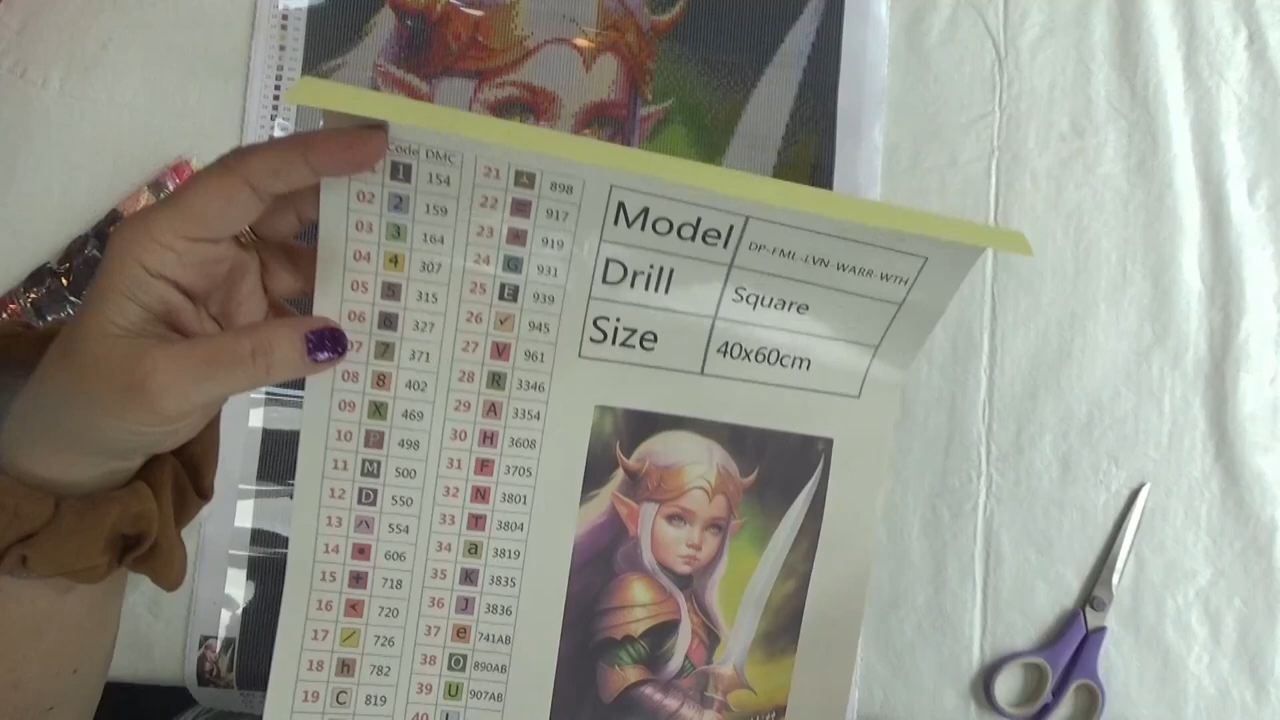 Code DMC
1 154
02 2 159
03 3 164
04 4 307
05 5 315
06 6 327
07 7 371
08 8 402
09 X 469
10 P 498
11 M 500
12 D 550
13 ^ 554
14 • 606
15 + 718
16 < 720
17 / 726
18 h 782
19 C 819
21 898
22 = 917
23 919
24 G 931
25 E 939
26 ✓ 945
27 V 961
28 R 3346
29 A 3354
30 H 3608
31 F 3705
32 N 3801
33 T 3804
34 a 3819
35 K 3835
36 J 3836
37 e 741AB
38 O 890AB
39 U 907AB
40
Model DP-FML-LVN-WARR-WTH
Drill Square
Size 40x60cm